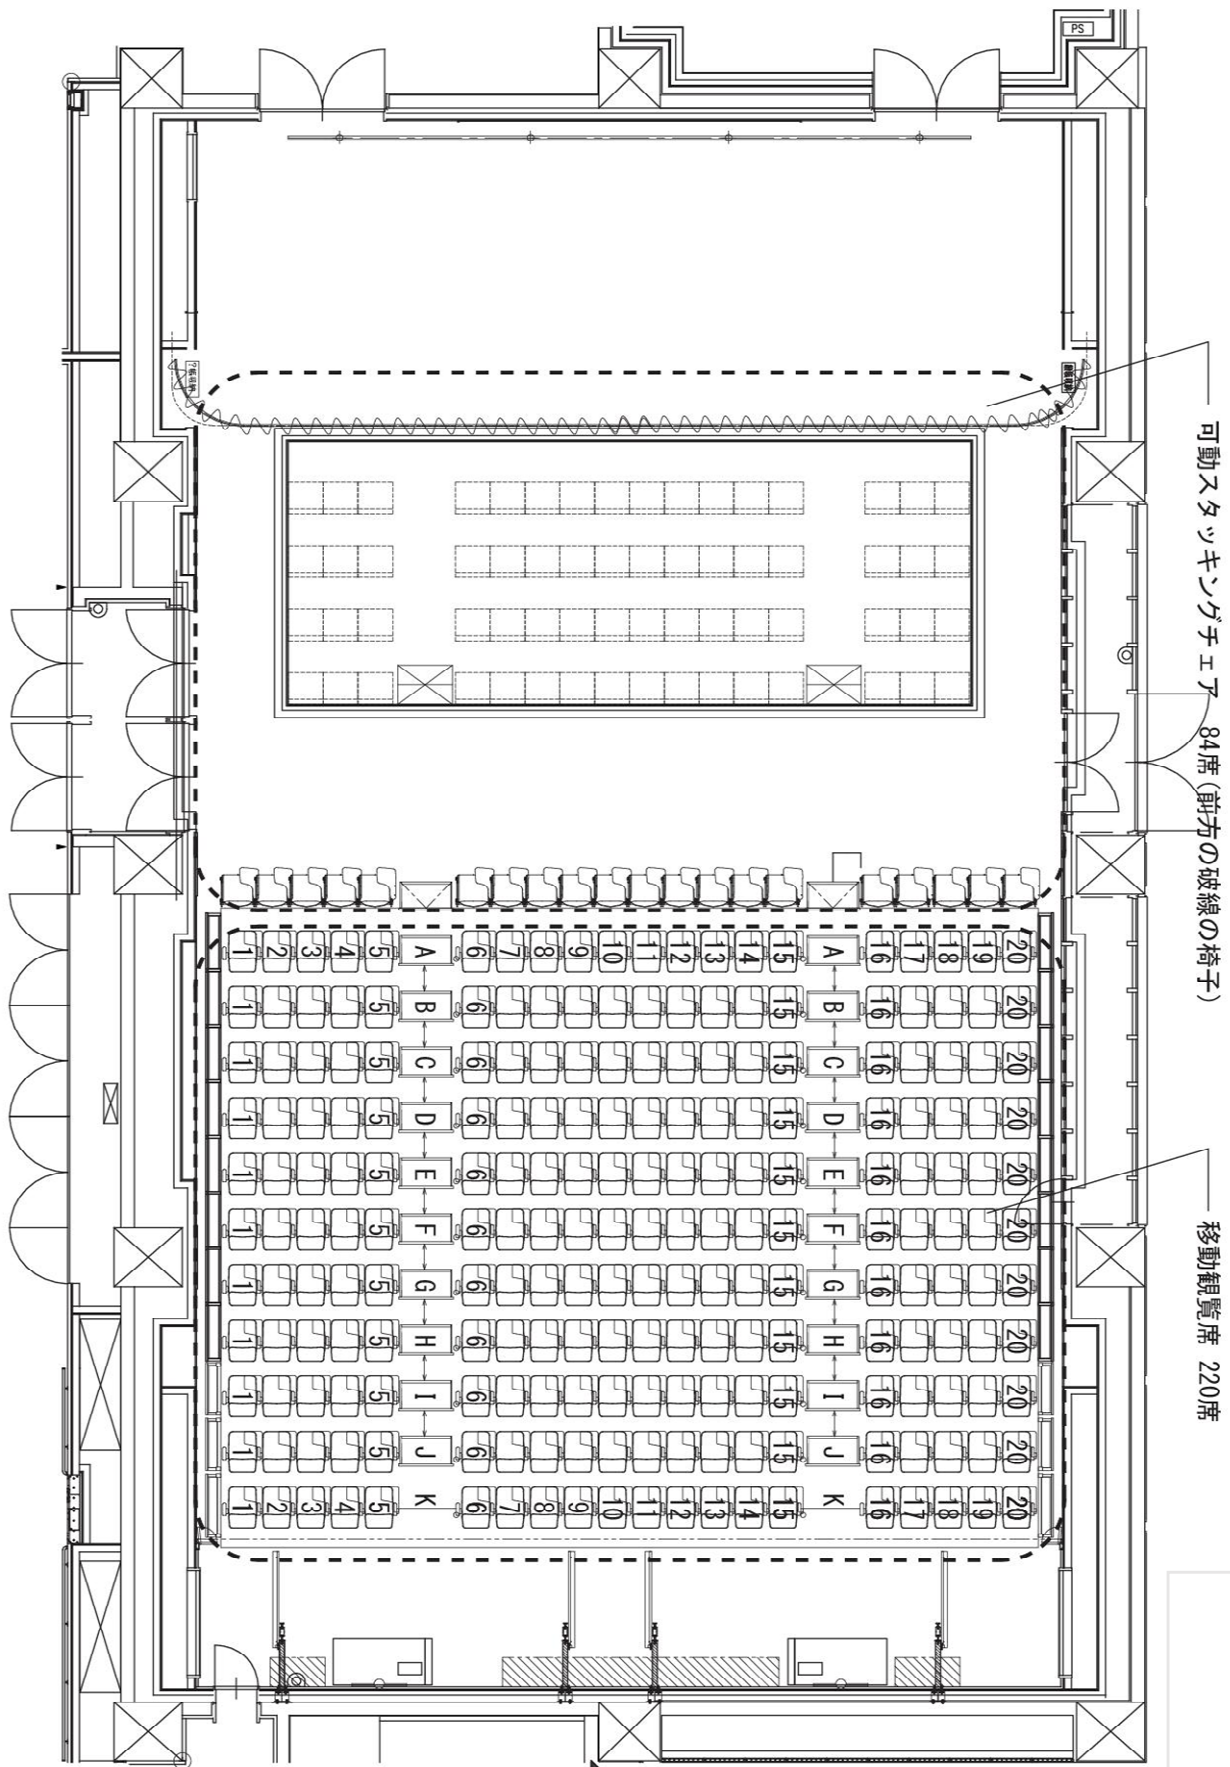 PS
可動スタッキングチェア 84席(前方の破線の椅子)
移動観覧席 220席
1 2 3 4 5 A 6 7 8 9 10 11 12 13 14 15 A 16 17 18 19 20
1 5 B 6 15 B 16 20
1 5 C 6 15 C 16 20
1 5 D 6 15 D 16 20
1 5 E 6 15 E 16 20
1 5 F 6 15 F 16 20
1 5 G 6 15 G 16 20
1 5 H 6 15 H 16 20
1 5 I 6 15 I 16 20
1 5 J 6 15 J 16 20
1 2 3 4 5 K 6 7 8 9 10 11 12 13 14 15 K 16 17 18 19 20